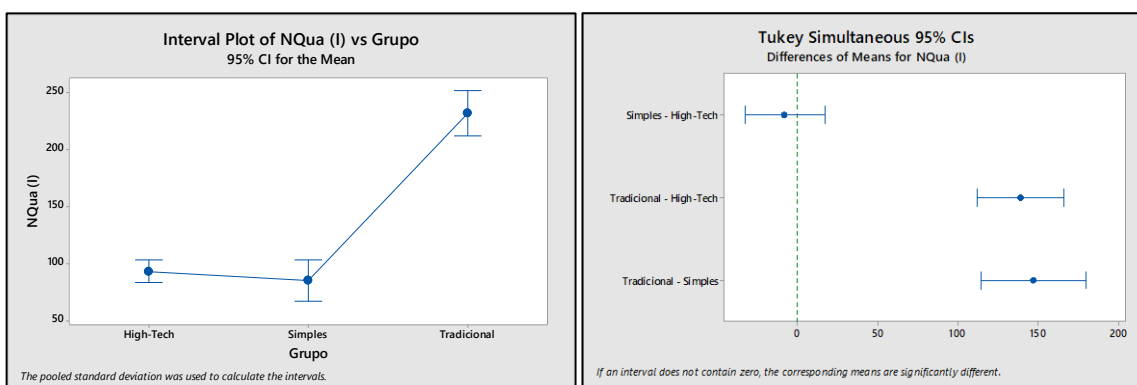 Interval Plot of NQua (I) vs Grupo
95% CI for the Mean
NQua (I)
250
200
150
100
50
High-Tech
Simples
Tradicional
Grupo
The pooled standard deviation was used to calculate the intervals.
Tukey Simultaneous 95% CIs
Differences of Means for NQua (I)
Simples - High-Tech
Tradicional - High-Tech
Tradicional - Simples
0
50
100
150
200
If an interval does not contain zero, the corresponding means are significantly different.